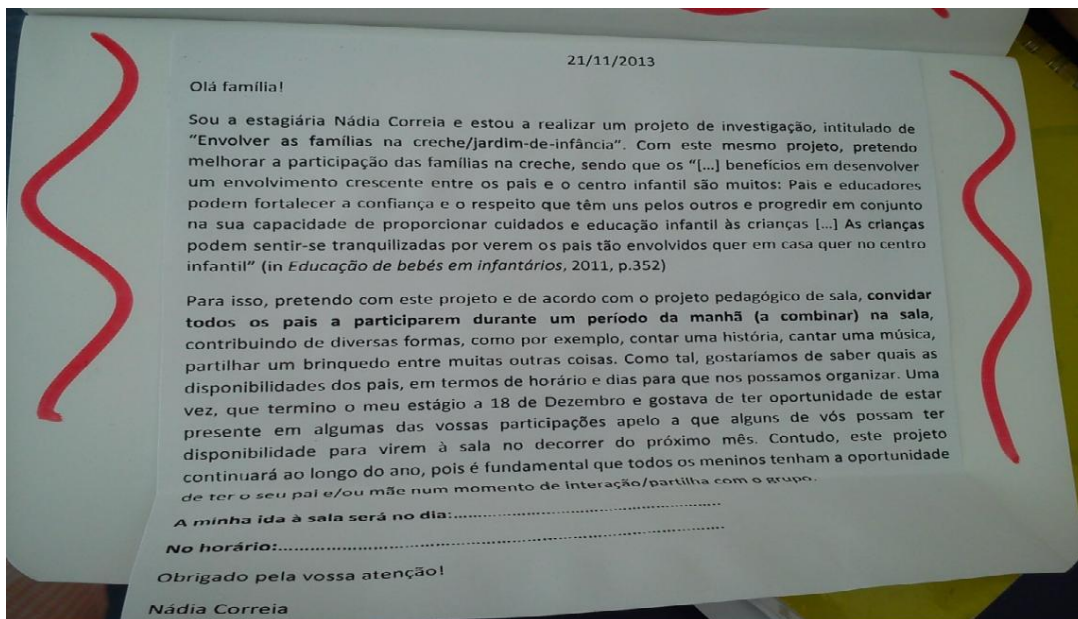 21/11/2013
Olá família!
Sou a estagiária Nádia Correia e estou a realizar um projeto de investigação, intitulado de
"Envolver as famílias na creche/jardim-de-infância". Com este mesmo projeto, pretendo
melhorar a participação das famílias na creche, sendo que os "[...] benefícios em desenvolver
um envolvimento crescente entre os pais e o centro infantil são muitos: Pais e educadores
podem fortalecer a confiança e o respeito que têm uns pelos outros e progredir em conjunto
na sua capacidade de proporcionar cuidados e educação infantil às crianças [...] As crianças
podem sentir-se tranquilizadas por verem os pais tão envolvidos quer em casa quer no centro
infantil" (in Educação de bebés em infantários, 2011, p.352)
Para isso, pretendo com este projeto e de acordo com o projeto pedagógico de sala, convidar
todos os pais a participarem durante um período da manhã (a combinar) na sala,
contribuindo de diversas formas, como por exemplo, contar uma história, cantar uma música,
partilhar um brinquedo entre muitas outras coisas. Como tal, gostaríamos de saber quais as
disponibilidades dos pais, em termos de horário e dias para que nos possamos organizar. Uma
vez, que termino o meu estágio a 18 de Dezembro e gostava de ter oportunidade de estar
presente em algumas das vossas participações apelo a que alguns de vós possam ter
disponibilidade para virem à sala no decorrer do próximo mês. Contudo, este projeto
continuará ao longo do ano, pois é fundamental que todos os meninos tenham a oportunidade
de ter o seu pai e/ou mãe num momento de interação/partilha com o grupo.
A minha ida à sala será no dia:......................................................
No horário:..........................................................................
Obrigado pela vossa atenção!
Nádia Correia